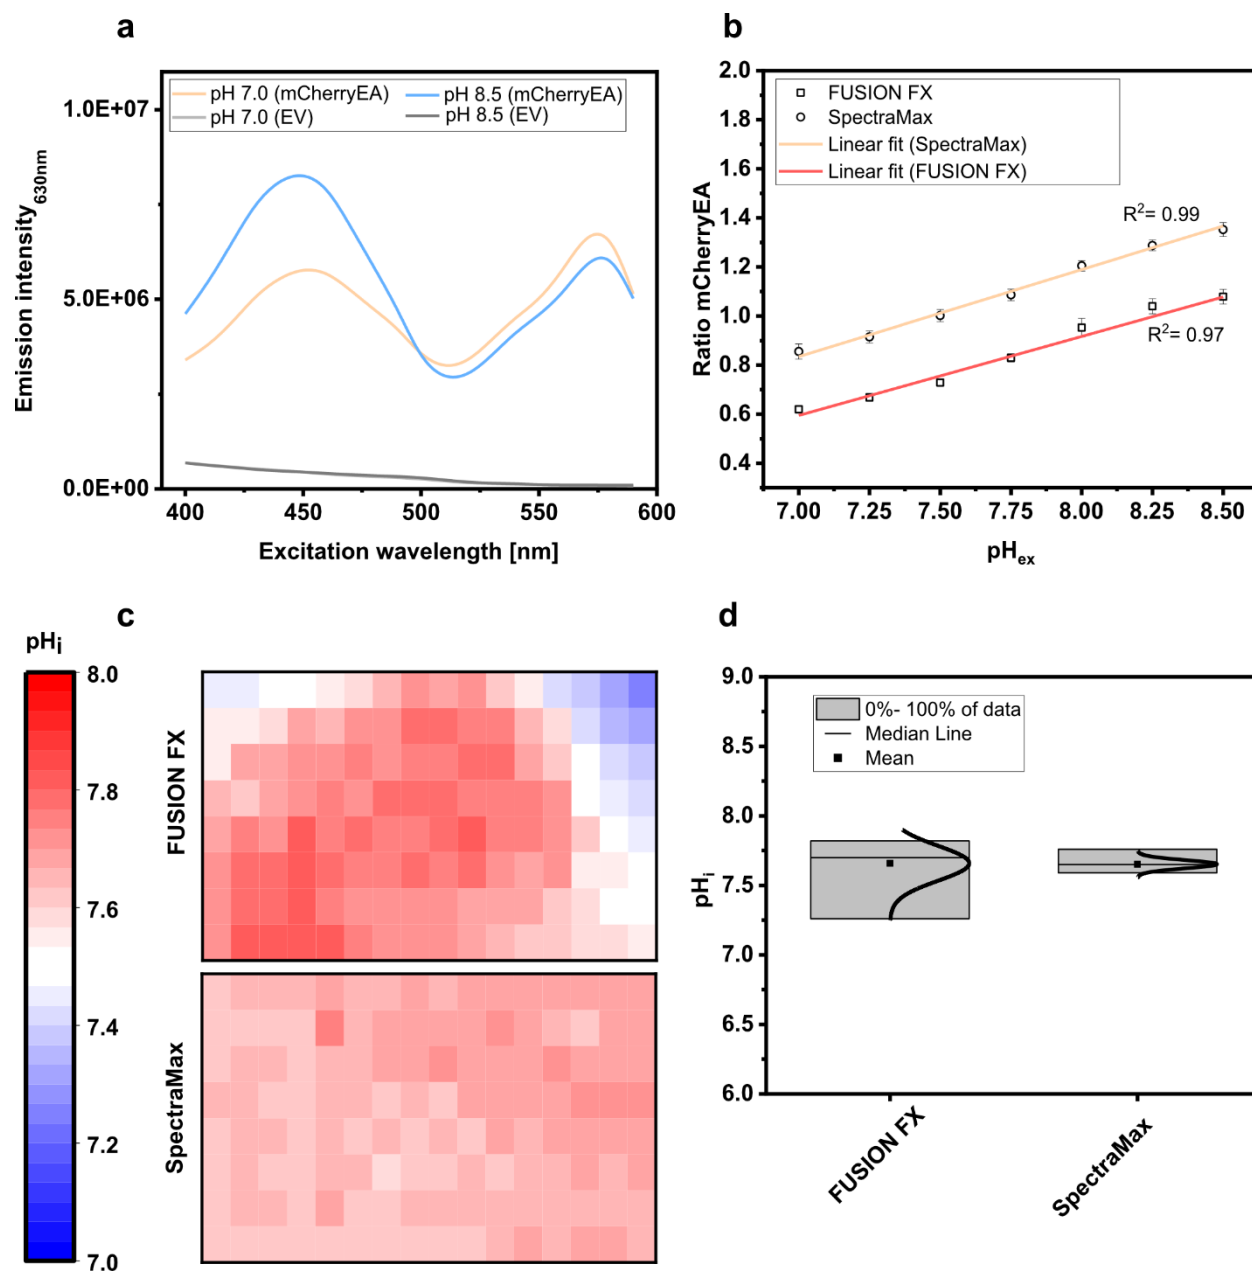 a
pH 7.0 (mCherryEA) pH 8.5 (mCherryEA)
pH 7.0 (EV) pH 8.5 (EV)
Emission intensity630nm
1.0E+07
5.0E+06
0.0E+00
400 450 500 550 600
Excitation wavelength [nm]
b
FUSION FX
SpectraMax
Linear fit (SpectraMax)
Linear fit (FUSION FX)
R2= 0.99
R2= 0.97
Ratio mCherryEA
2.0
1.8
1.6
1.4
1.2
1.0
0.8
0.6
0.4
7.00 7.25 7.50 7.75 8.00 8.25 8.50
pHex
c
pHi
8.0
7.8
7.6
7.4
7.2
7.0
FUSION FX
SpectraMax
d
0%- 100% of data
Median Line
Mean
pHi
9.0
8.5
8.0
7.5
7.0
6.5
6.0
FUSION FX
SpectraMax